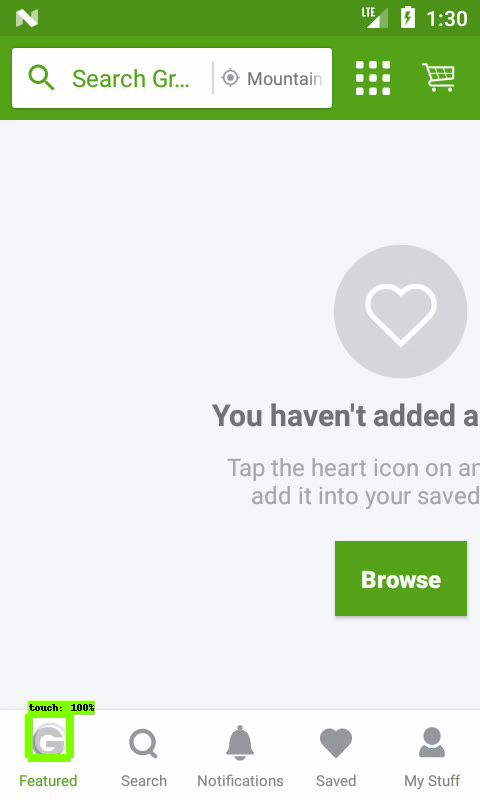 LTE
1:30
Search Gr...
Mountain
You haven't added a
Tap the heart icon on an
add it into your saved
Browse
touch: 100%
G
Featured
Search
Notifications
Saved
My Stuff